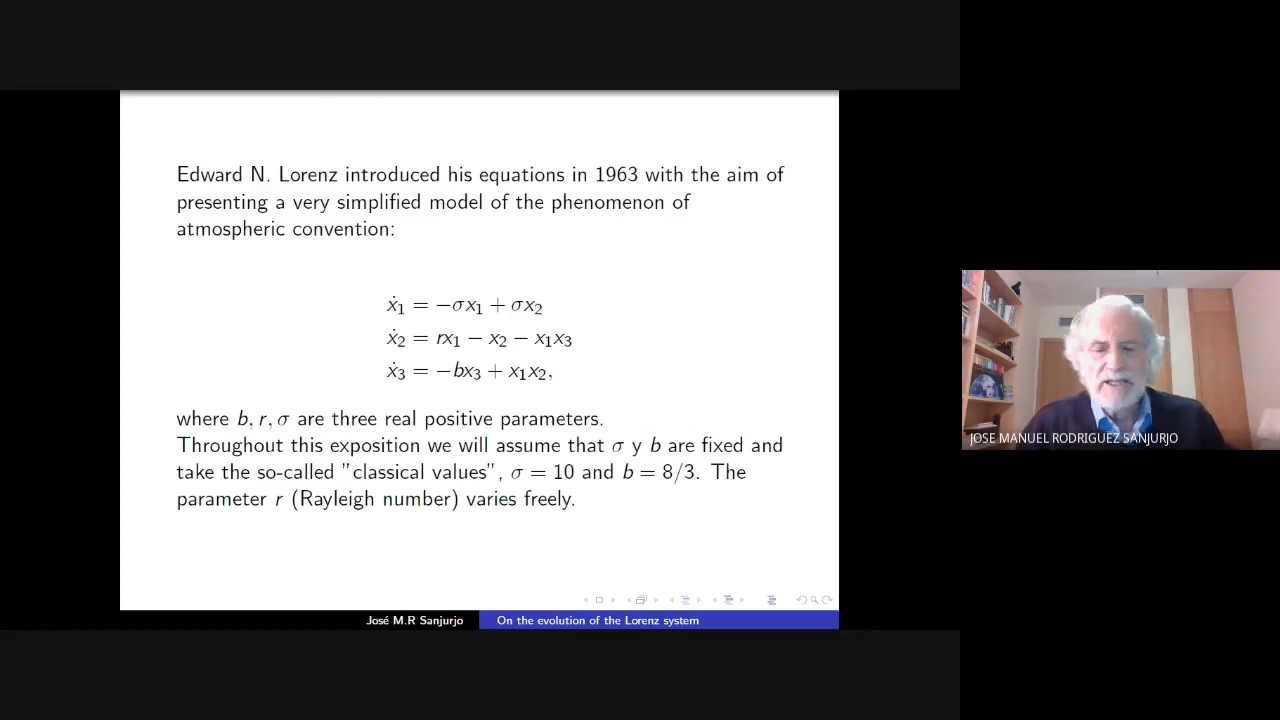 Edward N. Lorenz introduced his equations in 1963 with the aim of
presenting a very simplified model of the phenomenon of
atmospheric convention:
ẋ₁ = −σx₁ + σx₂
ẋ₂ = rx₁ − x₂ − x₁x₃
ẋ₃ = −bx₃ + x₁x₂,
where b, r, σ are three real positive parameters.
Throughout this exposition we will assume that σ y b are fixed and
take the so-called ”classical values”, σ = 10 and b = 8/3. The
parameter r (Rayleigh number) varies freely.
José M.R Sanjurjo
On the evolution of the Lorenz system
JOSE MANUEL RODRIGUEZ SANJURJO